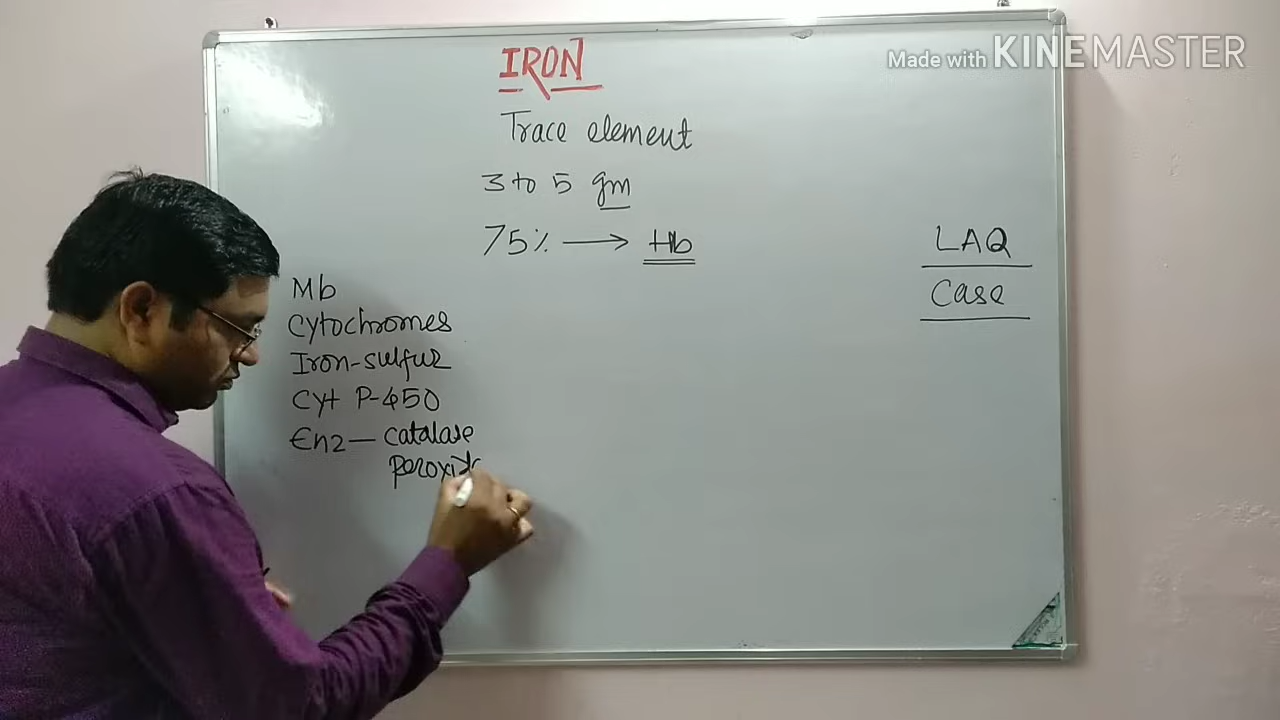 Made with KINEMASTER
IRON
Trace element
3 to 5 gm
75% → Hb
LAQ
Case
Mb
Cytochromes
Iron-sulfur
Cyt P-450
Enz — catalase